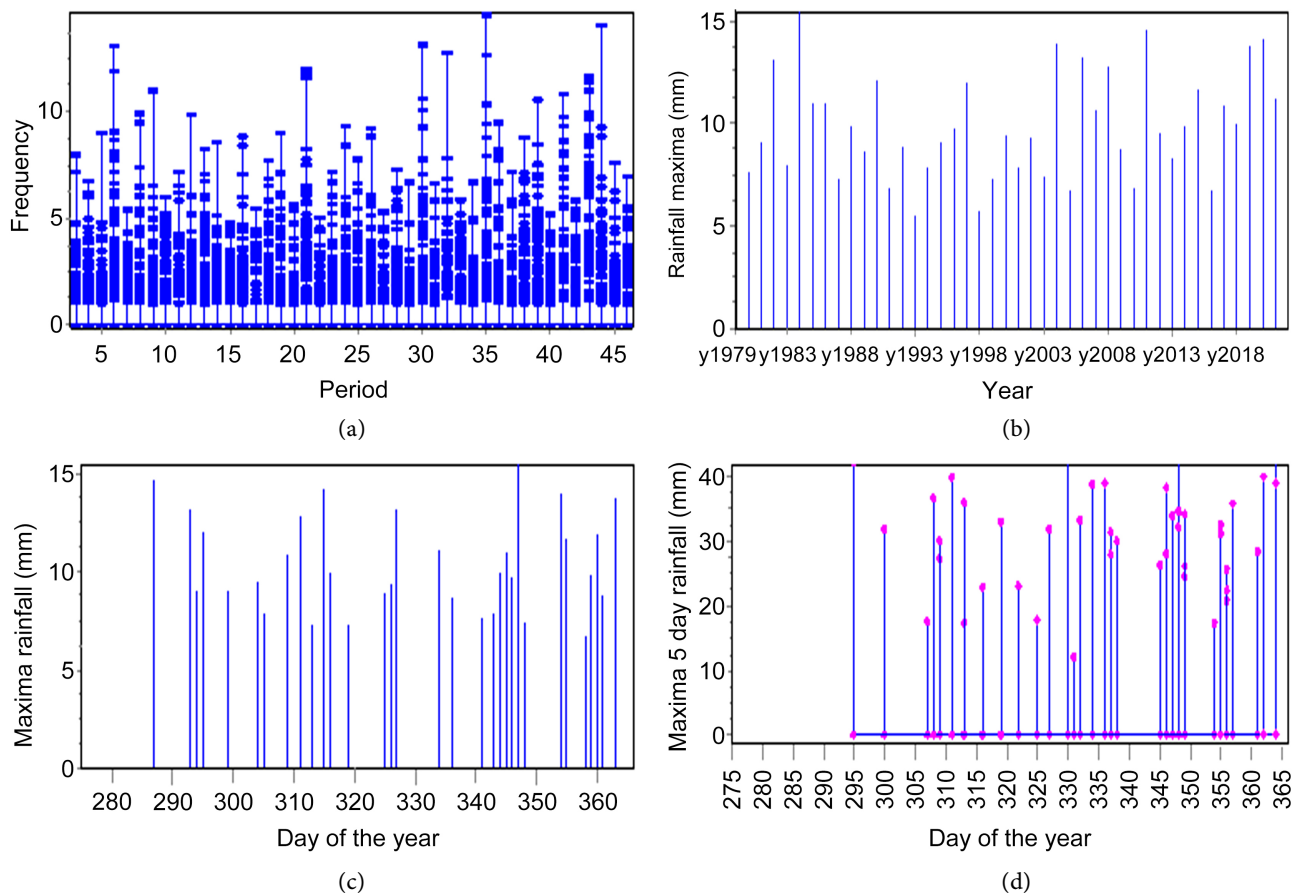 Frequency
10
5
0
5 10 15 20 25 30 35 40 45
Period
(a)
Rainfall maxima (mm)
15
10
5
0
y1979 y1983 y1988 y1993 y1998 y2003 y2008 y2013 y2018
Year
(b)
Maxima rainfall (mm)
15
10
5
0
280 290 300 310 320 330 340 350 360
Day of the year
(c)
Maxima 5 day rainfall (mm)
40
30
20
10
0
275 280 285 290 295 300 305 310 315 320 325 330 335 340 345 350 355 360 365
Day of the year
(d)